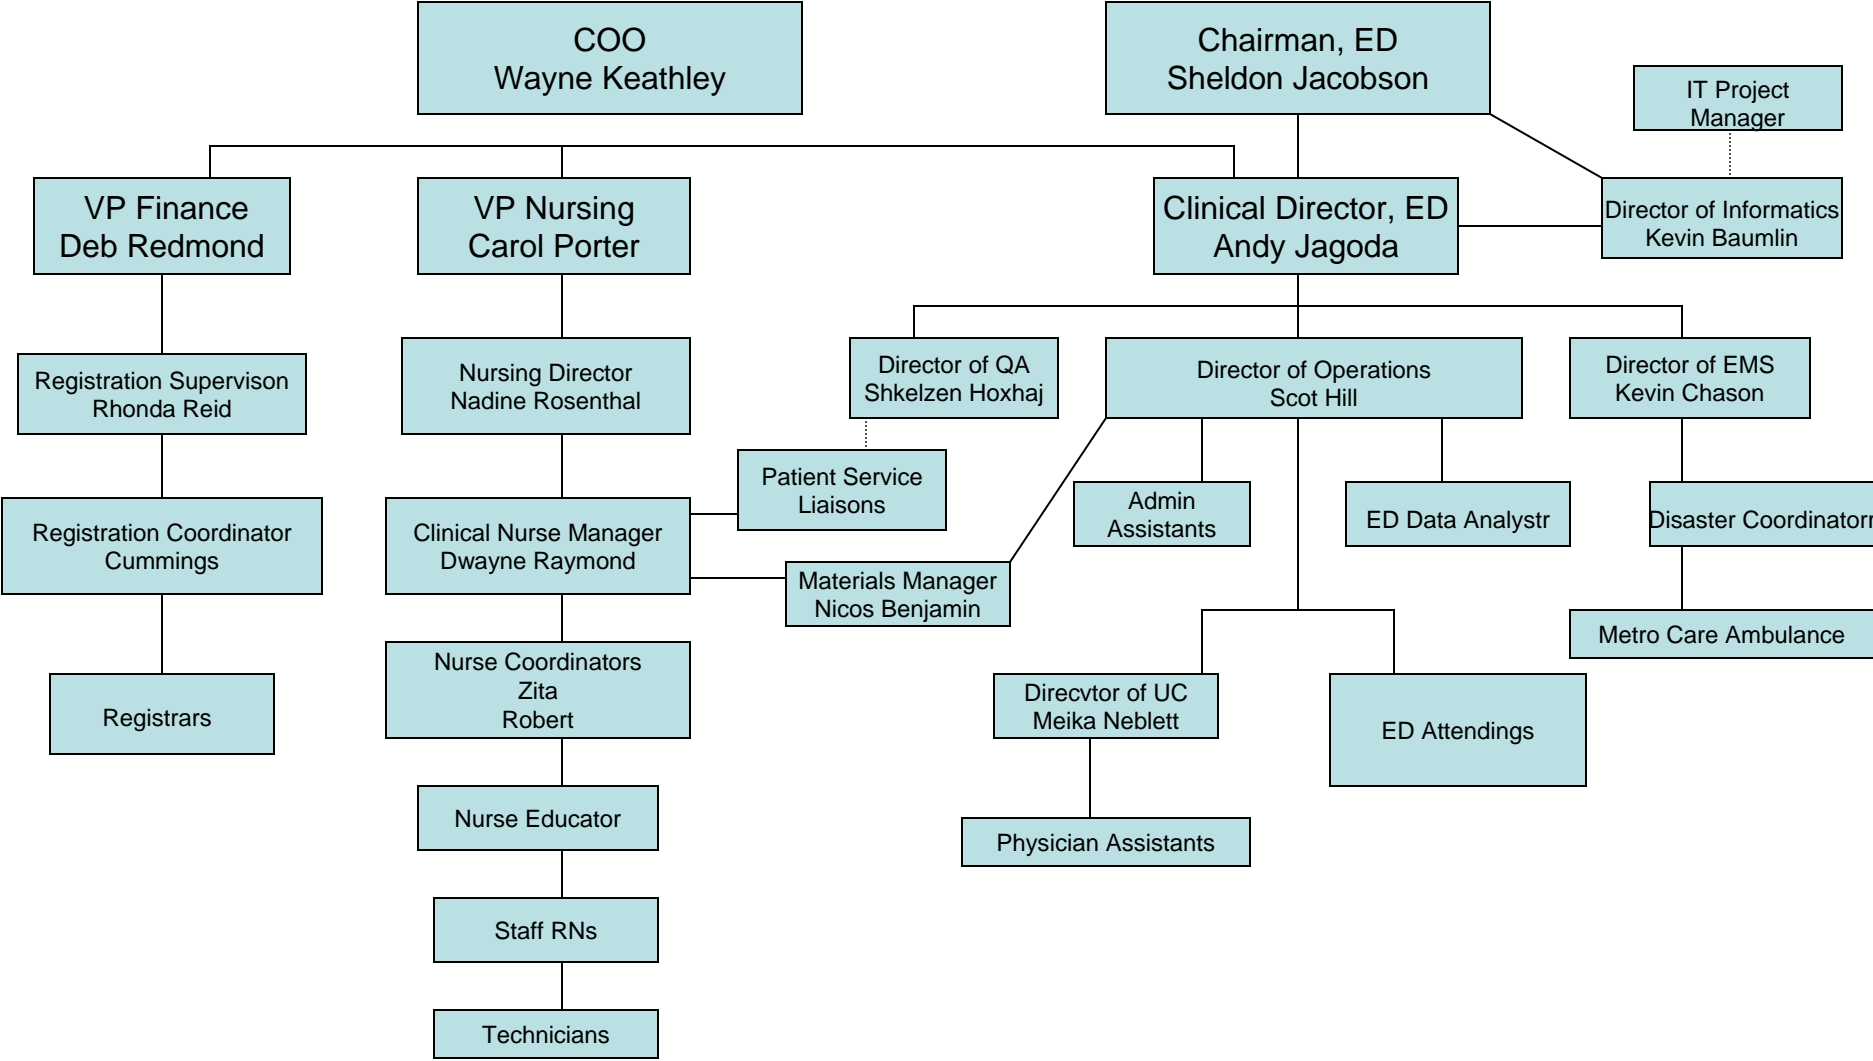 COO
Wayne Keathley
Chairman, ED
Sheldon Jacobson
IT Project
Manager
VP Finance
Deb Redmond
VP Nursing
Carol Porter
Clinical Director, ED
Andy Jagoda
Director of Informatics
Kevin Baumlin
Registration Supervison
Rhonda Reid
Nursing Director
Nadine Rosenthal
Director of QA
Shkelzen Hoxhaj
Director of Operations
Scot Hill
Director of EMS
Kevin Chason
Patient Service
Liaisons
Admin
Assistants
ED Data Analystr
Disaster Coordinatorr
Registration Coordinator
Cummings
Clinical Nurse Manager
Dwayne Raymond
Materials Manager
Nicos Benjamin
Metro Care Ambulance
Nurse Coordinators
Zita
Robert
Registrars
Direcvtor of UC
Meika Neblett
ED Attendings
Nurse Educator
Physician Assistants
Staff RNs
Technicians